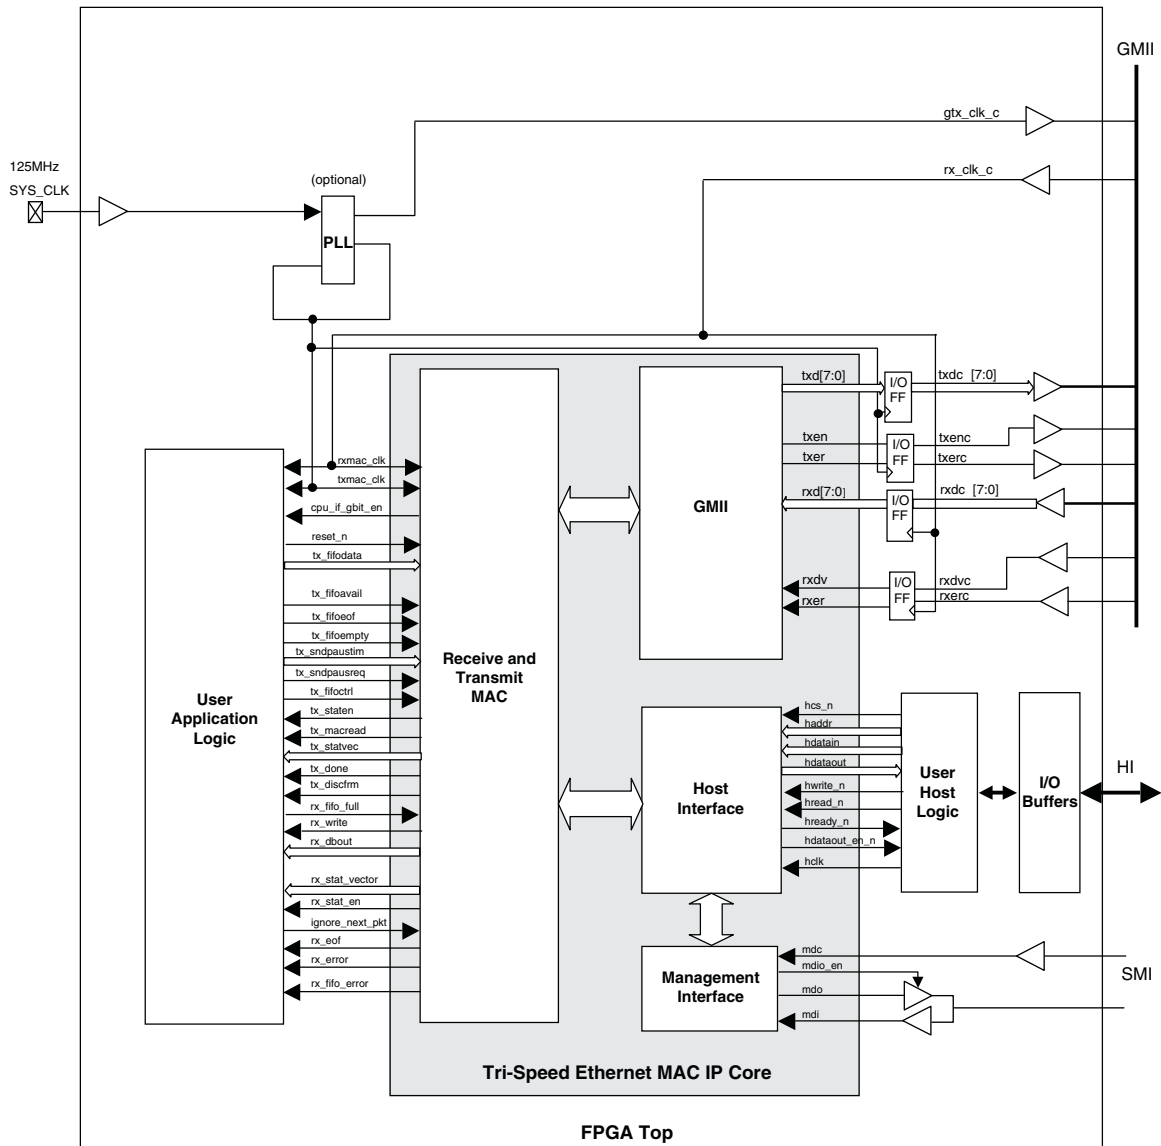 GMII
gtx_clk_c
125MHz
SYS_CLK
(optional)
rx_clk_c
PLL
txd[7:0]
I/O
FF
txdc [7:0]
txen
txer
I/O
FF
txenc
txerc
rxd[7:0]
I/O
FF
rxdc [7:0]
GMII
rxdv
rxer
I/O
FF
rxdvc
rxerc
rxmac_clk
txmac_clk
cpu_if_gbit_en
reset_n
tx_fifodata
tx_fifoavail
tx_fifoeof
tx_fifoempty
tx_sndpaustim
tx_sndpausreq
tx_fifoctrl
tx_staten
tx_macread
tx_statvec
tx_done
tx_discfrm
rx_fifo_full
rx_write
rx_dbout
rx_stat_vector
rx_stat_en
ignore_next_pkt
rx_eof
rx_error
rx_fifo_error
User
Application
Logic
Receive and
Transmit
MAC
Host
Interface
hcs_n
haddr
hdatain
hdataout
hwrite_n
hread_n
hready_n
hdataout_en_n
hclk
User
Host
Logic
I/O
Buffers
HI
Management
Interface
mdc
mdio_en
mdo
mdi
SMI
Tri-Speed Ethernet MAC IP Core
FPGA Top